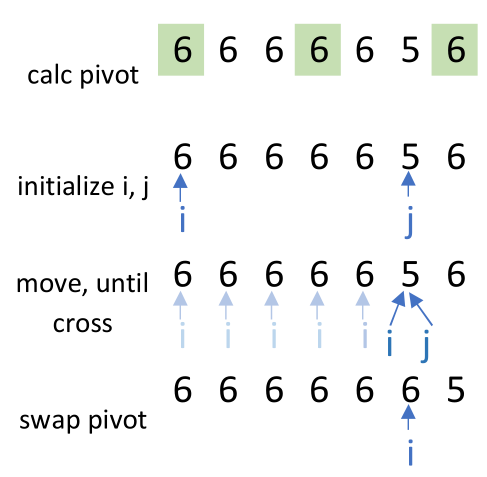 6 6 6 6 6 5 6
calc pivot
6 6 6 6 6 5 6
initialize i, j
i j
6 6 6 6 6 5 6
move, until
cross
i i i i i i j
6 6 6 6 6 6 5
swap pivot
i